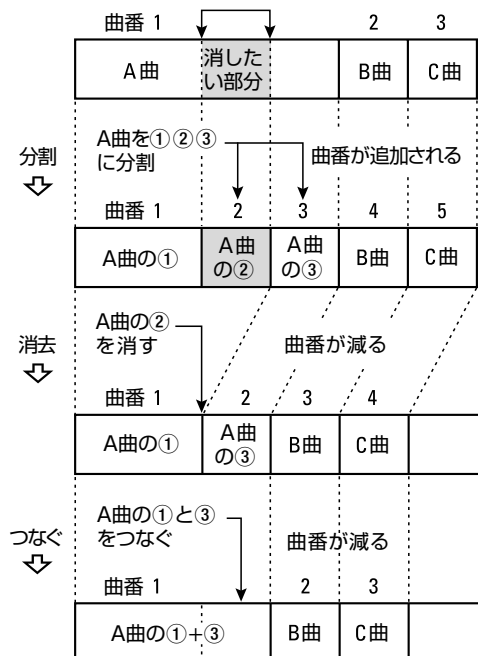 曲番 1 2 3
A曲 消した B曲 C曲
い部分
A曲を①②③
に分割
分割
曲番が追加される
曲番 1 2 3 4 5
A曲の① A曲 A曲 B曲 C曲
の② の③
A曲の②
を消す
消去
曲番が減る
曲番 1 2 3 4
A曲の① A曲 B曲 C曲
の③
A曲の①と③
をつなぐ
つなぐ
曲番が減る
曲番 1 2 3
A曲の①+③ B曲 C曲